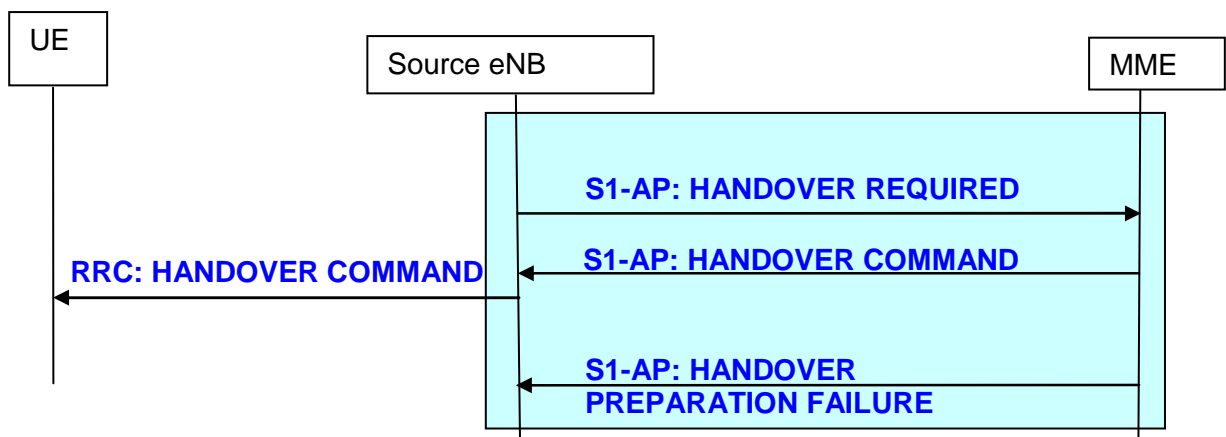 UE
Source eNB
MME
S1-AP: HANDOVER REQUIRED
S1-AP: HANDOVER COMMAND
RRC: HANDOVER COMMAND
S1-AP: HANDOVER
PREPARATION FAILURE